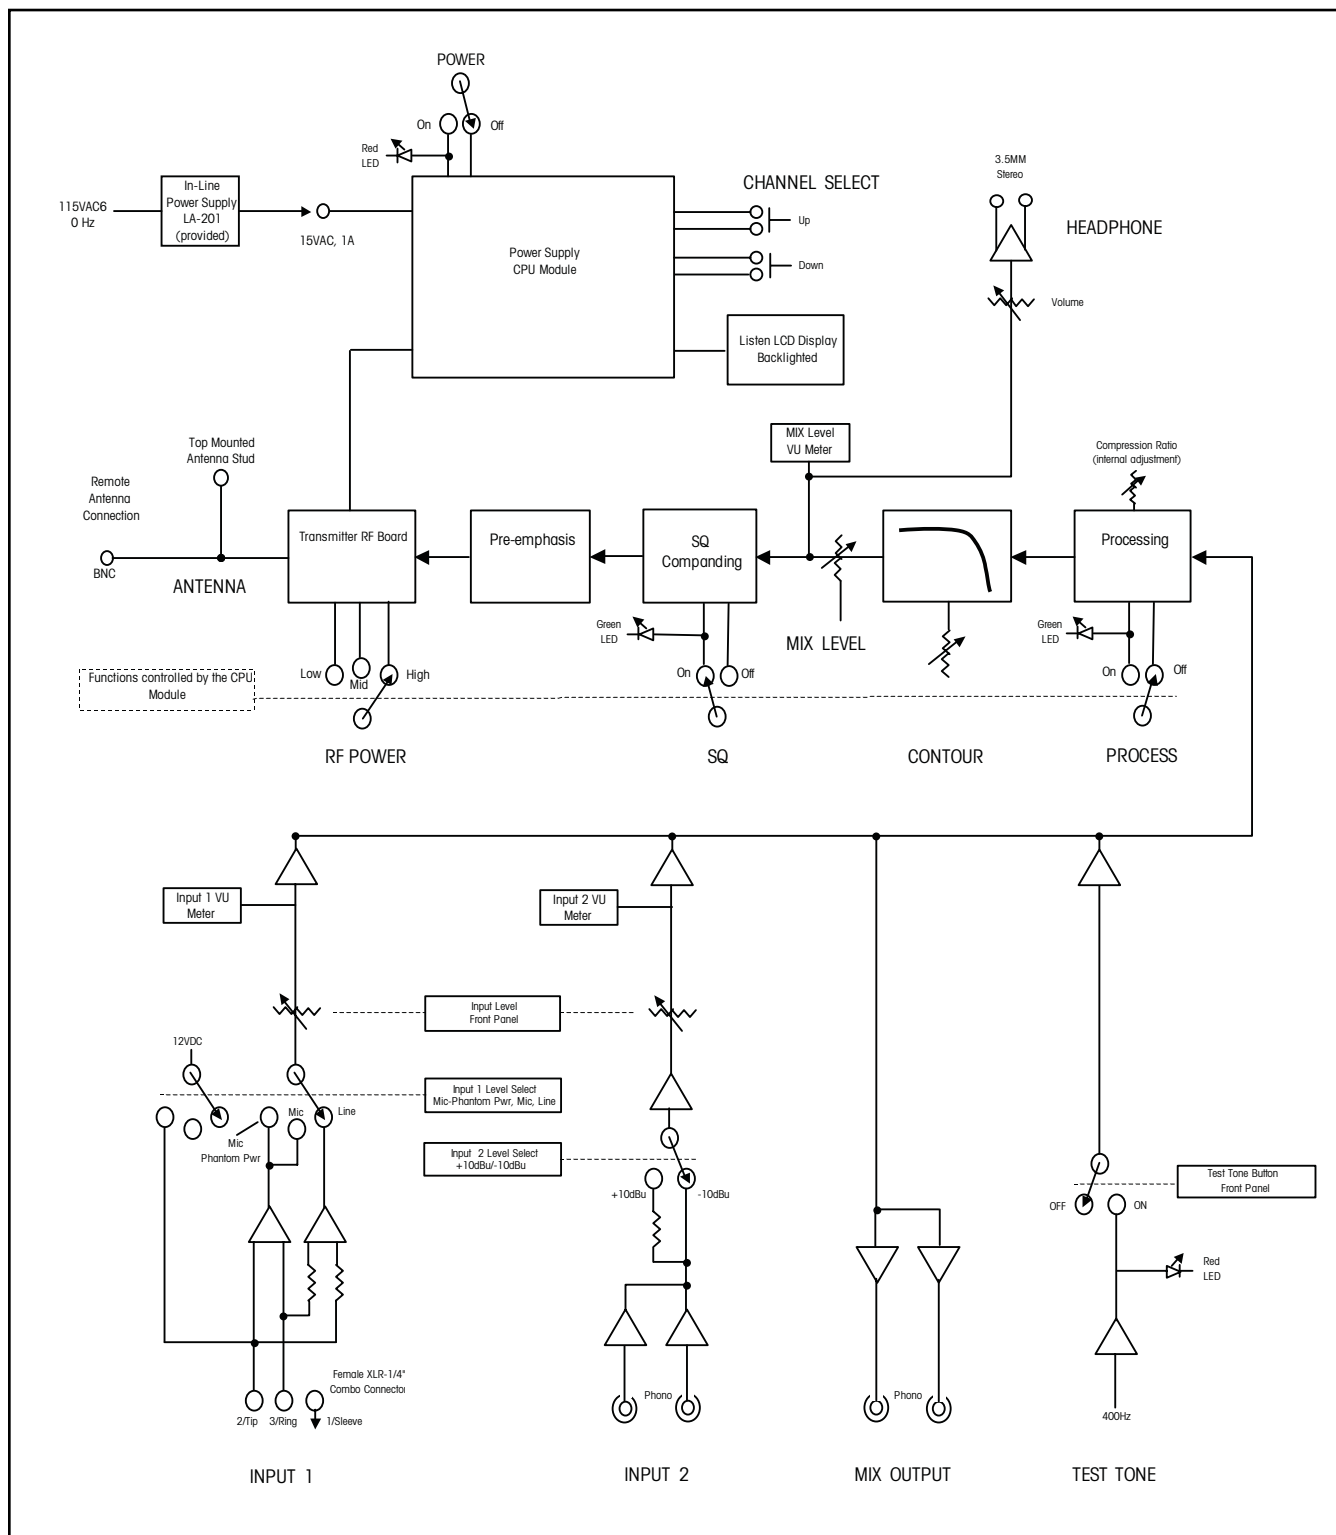 POWER
On
Off
Red
LED
3.5MM
Stereo
CHANNEL SELECT
HEADPHONE
115VAC6
0 Hz
In-Line
Power Supply
LA-201
(provided)
15VAC, 1A
Power Supply
CPU Module
Up
Down
Volume
Listen LCD Display
Backlighted
MIX Level
VU Meter
Compression Ratio
(internal adjustment)
Top Mounted
Antenna Stud
Remote
Antenna
Connection
BNC
ANTENNA
Transmitter RF Board
Pre-emphasis
SQ
Companding
Processing
MIX LEVEL
Green
LED
Green
LED
Low
Mid
High
On
Off
On
Off
Functions controlled by the CPU
Module
RF POWER
SQ
CONTOUR
PROCESS
Input 1 VU
Meter
Input 2 VU
Meter
Input Level
Front Panel
12VDC
Input 1 Level Select
Mic-Phantom Pwr, Mic, Line
Mic
Line
Mic
Phantom Pwr
Input 2 Level Select
+10dBu/-10dBu
+10dBu
-10dBu
Test Tone Button
Front Panel
OFF
ON
Red
LED
Female XLR-1/4"
Combo Connector
2/Tip
3/Ring
1/Sleeve
Phono
Phono
400Hz
INPUT 1
INPUT 2
MIX OUTPUT
TEST TONE